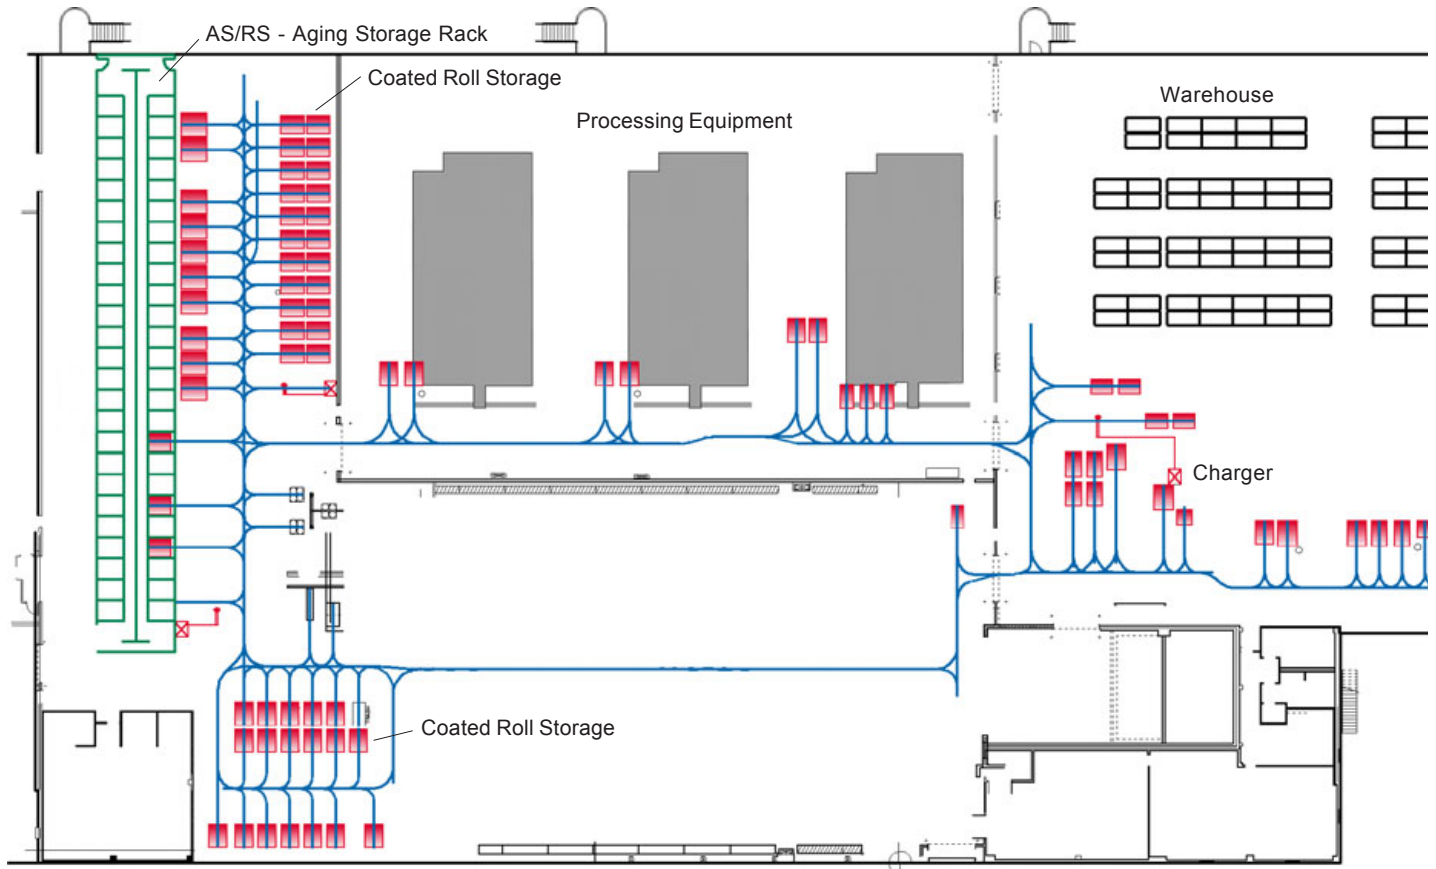 AS/RS - Aging Storage Rack
Coated Roll Storage
Processing Equipment
Warehouse
Charger
Coated Roll Storage